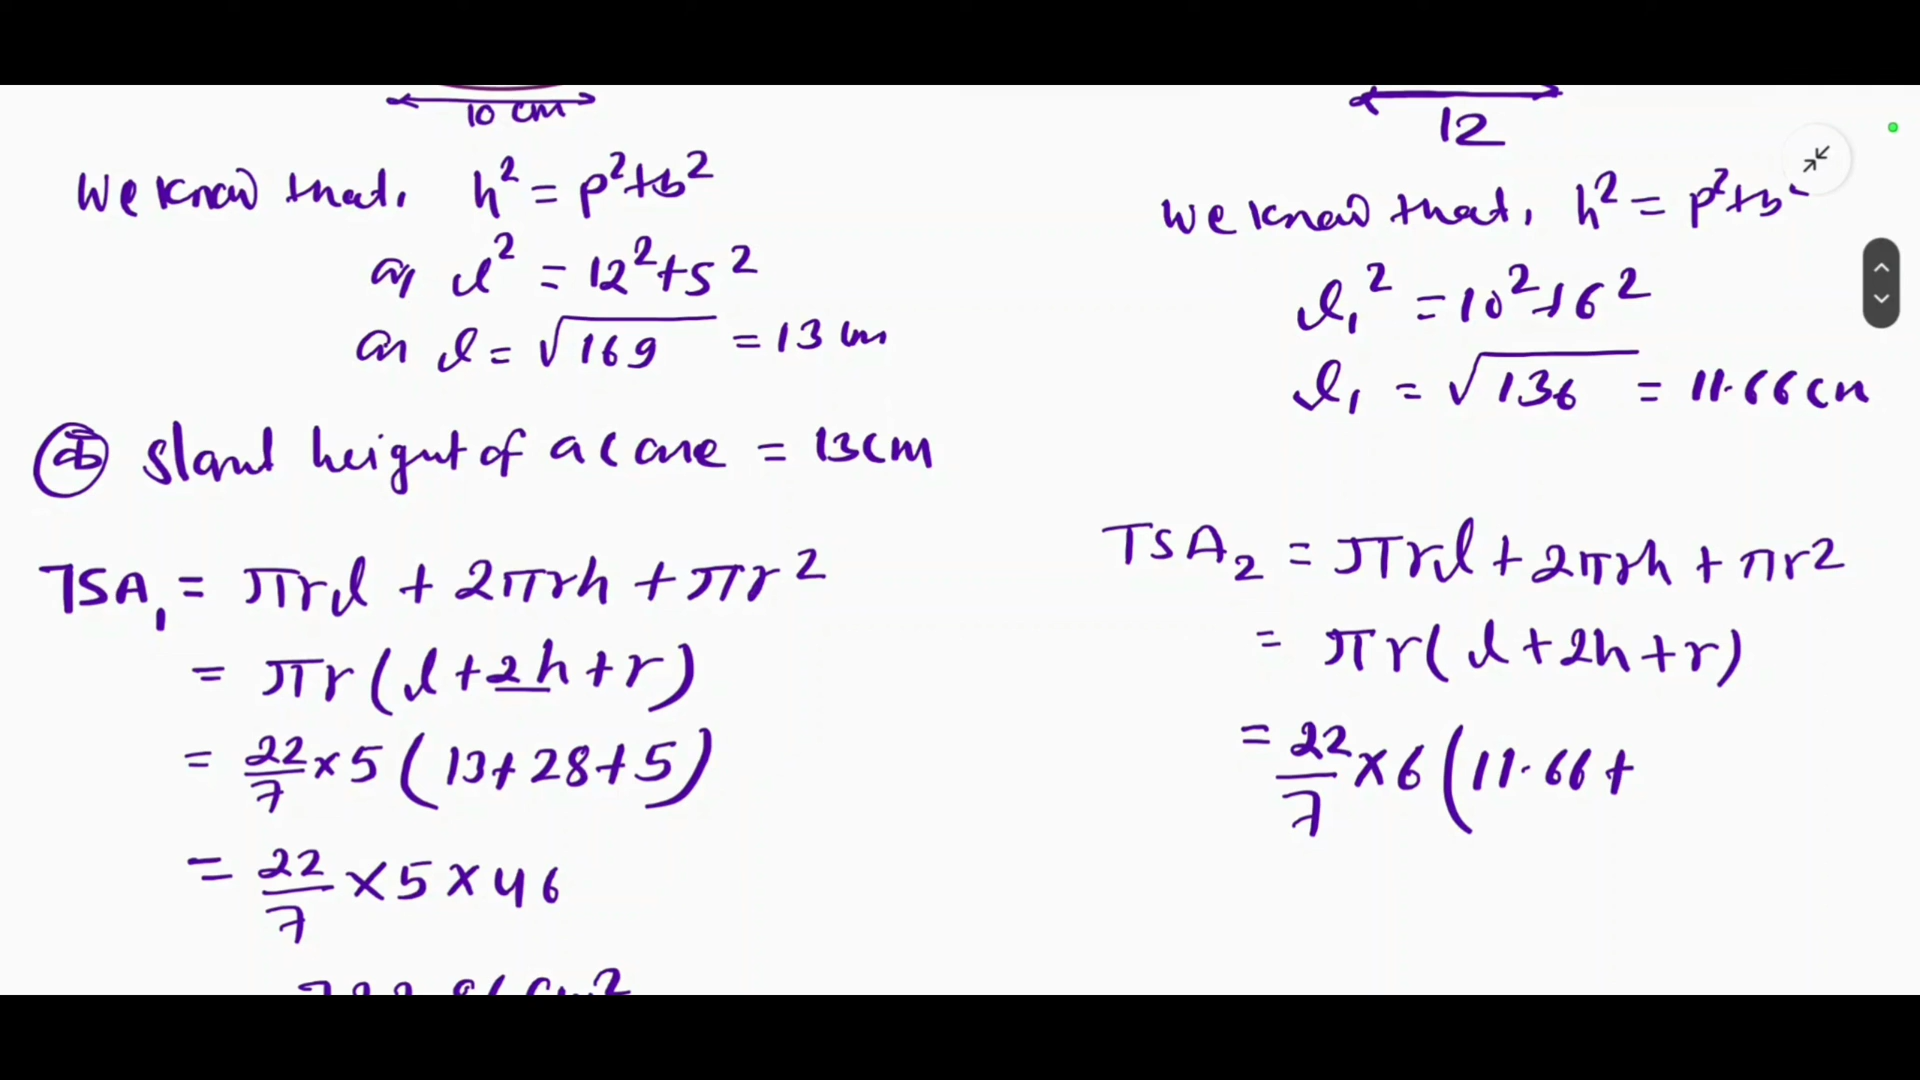 10 cm
We know that, h² = p²+b²
or l² = 12²+5²
or l = √169 = 13 cm
slant height of a cone = 13cm
TSA₁ = πrl + 2πrh + πr²
= πr(l+2h+r)
= 22/7 × 5 (13+28+5)
= 22/7 × 5 × 46
12
We know that, h² = p²+b
l₁² = 10²+6²
l₁ = √136 = 11.66cm
TSA₂ = πrl + 2πrh + πr²
= πr(l+2h+r)
= 22/7 × 6 (11.66 +